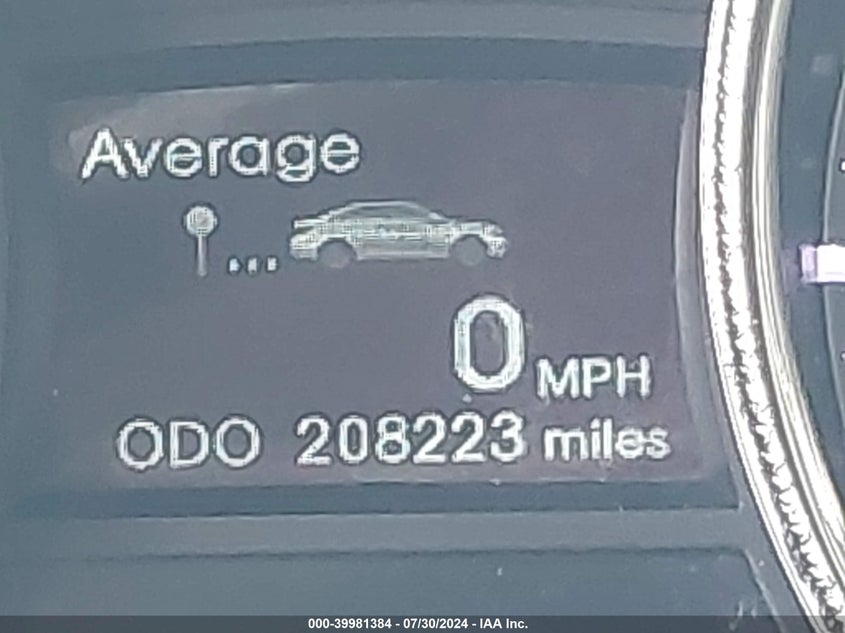 Average
0 MPH
ODO 208223 miles
000-39981384 - 07/30/2024 - IAA Inc.